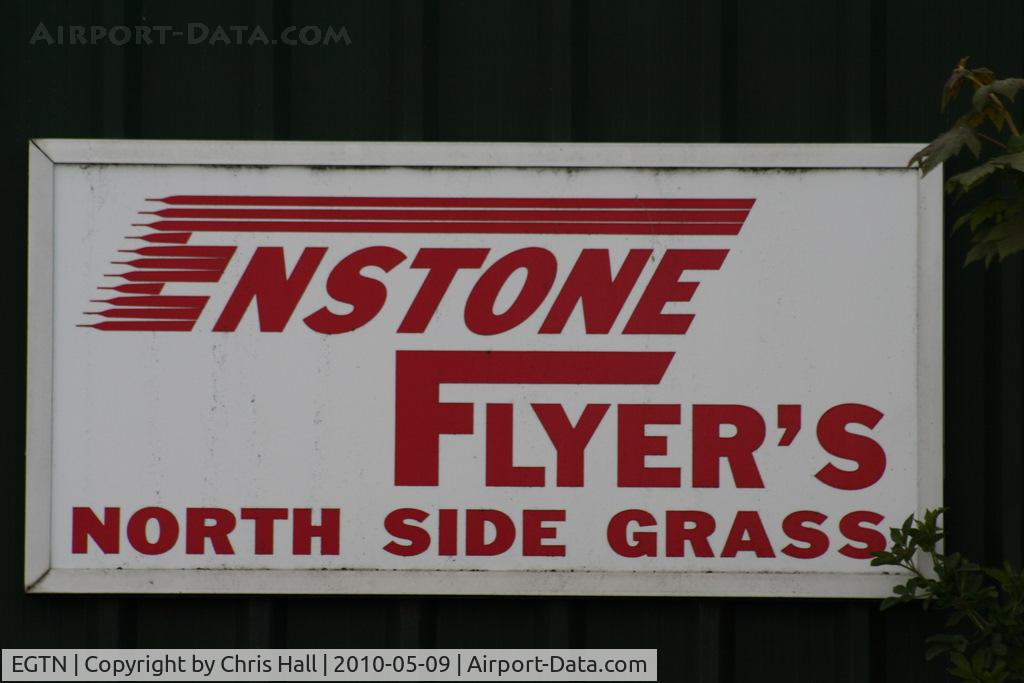 Airport-Data.com
ENSTONE
FLYER'S
NORTH SIDE GRASS
EGTN | Copyright by Chris Hall | 2010-05-09 | Airport-Data.com